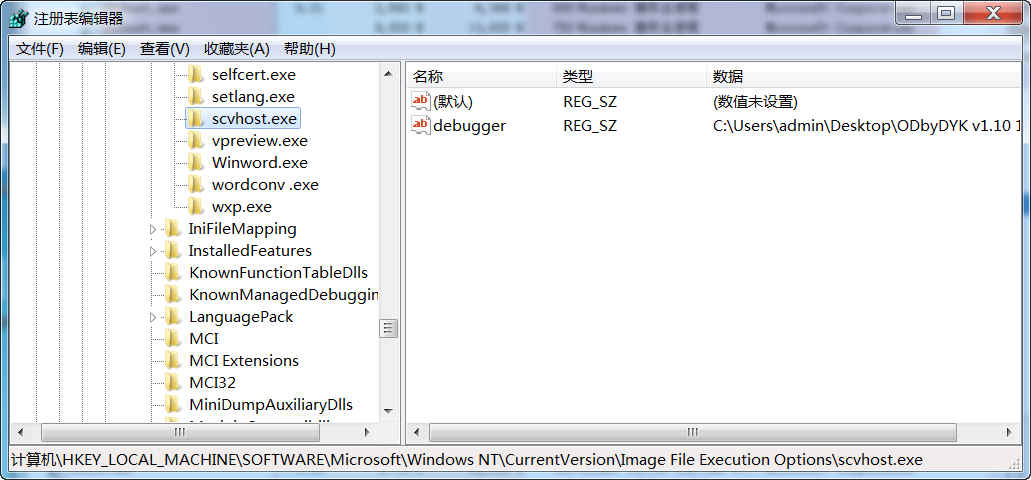 注册表编辑器
文件(F) 编辑(E) 查看(V) 收藏夹(A) 帮助(H)
selfcert.exe
setlang.exe
scvhost.exe
vpreview.exe
Winword.exe
wordconv .exe
wxp.exe
IniFileMapping
InstalledFeatures
KnownFunctionTableDlls
KnownManagedDebuggin
LanguagePack
MCI
MCI Extensions
MCI32
MiniDumpAuxiliaryDlls
名称 类型 数据
(默认) REG_SZ (数值未设置)
debugger REG_SZ C:\Users\admin\Desktop\ODbyDYK v1.10 1
计算机\HKEY_LOCAL_MACHINE\SOFTWARE\Microsoft\Windows NT\CurrentVersion\Image File Execution Options\scvhost.exe